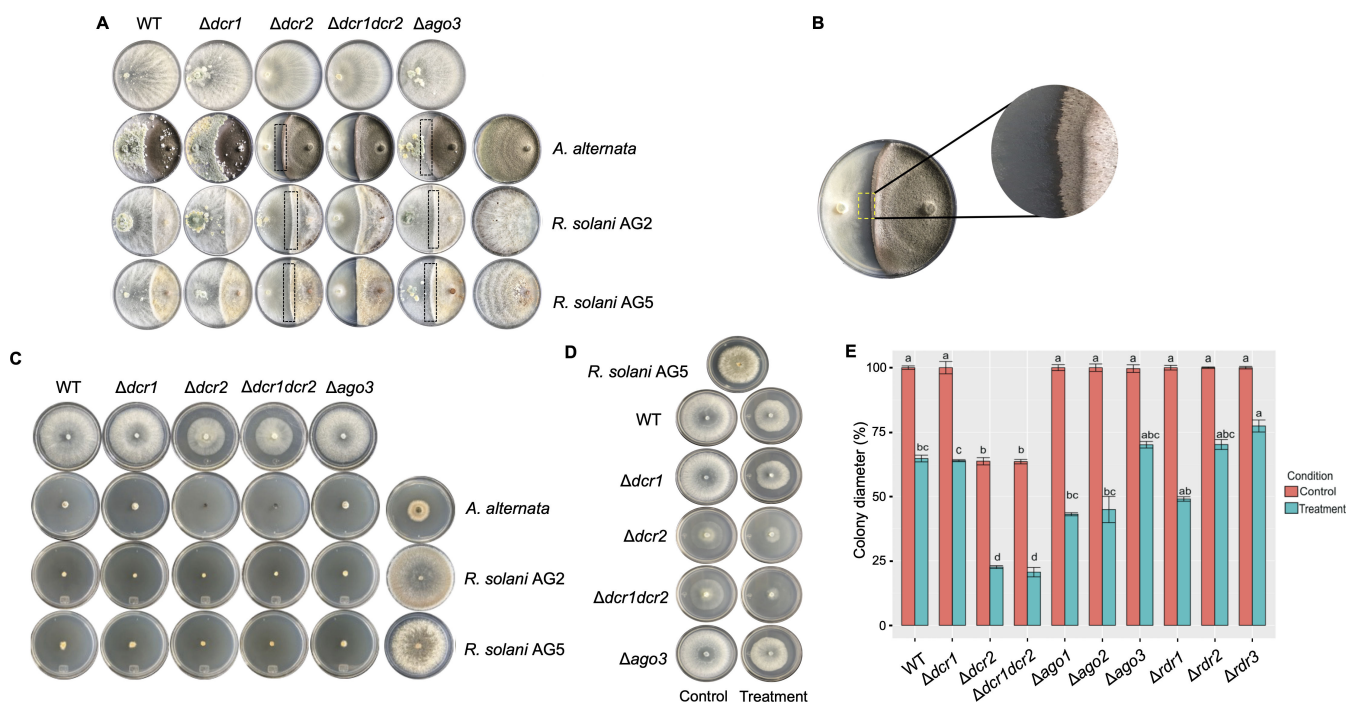 A
WT
Δdcr1
Δdcr2
Δdcr1dcr2
Δago3
A. alternata
R. solani AG2
R. solani AG5
B
C
WT
Δdcr1
Δdcr2
Δdcr1dcr2
Δago3
A. alternata
R. solani AG2
R. solani AG5
D
R. solani AG5
WT
Δdcr1
Δdcr2
Δdcr1dcr2
Δago3
Control
Treatment
E
Colony diameter (%)
100
75
50
25
0
a
a
a
a
a
a
a
a
a
bc
c
b
b
d
d
bc
bc
abc
ab
abc
WT
Δdcr1
Δdcr2
Δdcr1dcr2
Δago1
Δago2
Δago3
Δrdr1
Δrdr2
Δrdr3
Condition
Control
Treatment